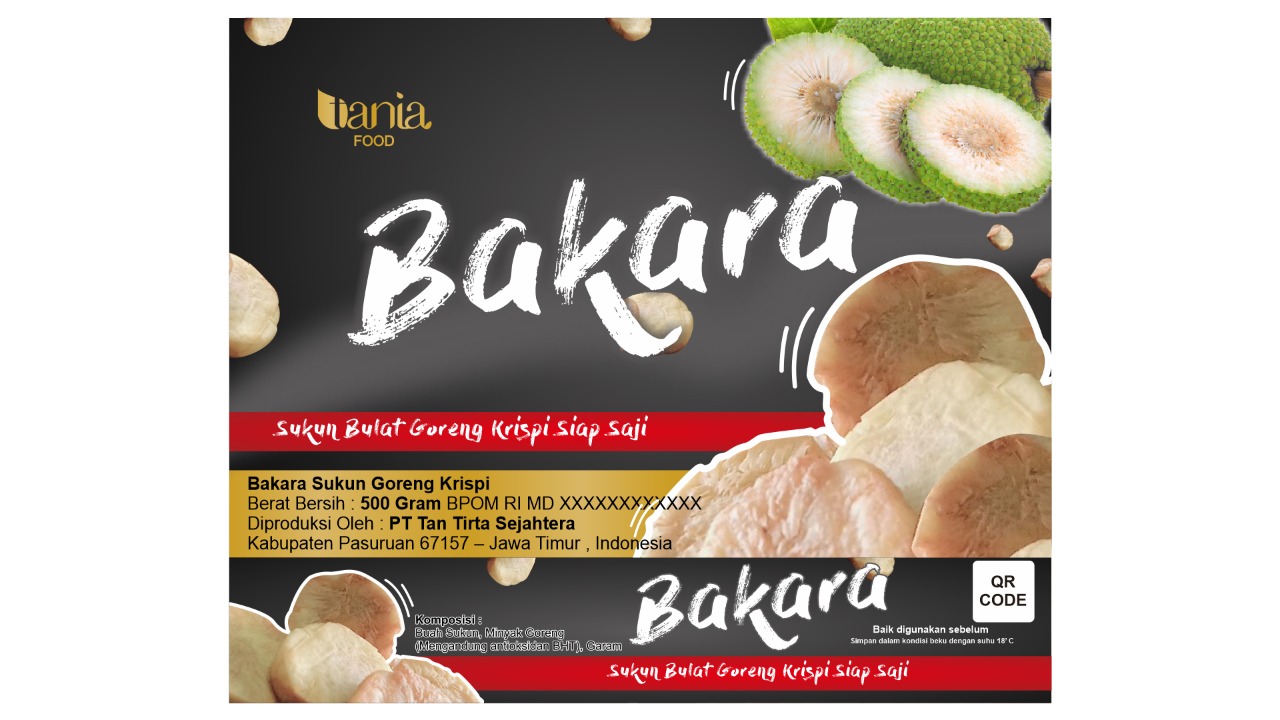 tania
FOOD
Bakara
Sukun Bulat Goreng Krispi Siap Saji
Bakara Sukun Goreng Krispi
Berat Bersih : 500 Gram BPOM RI MD XXXXXXXXXXXX
Diproduksi Oleh : PT Tan Tirta Sejahtera
Kabupaten Pasuruan 67157 – Jawa Timur , Indonesia
Bakara
QR
CODE
Komposisi :
Buah Sukun, Minyak Goreng
(Mengandung antioksidan BHT), Garam
Baik digunakan sebelum
Simpan dalam kondisi beku dengan suhu 18°C
Sukun Bulat Goreng Krispi Siap Saji